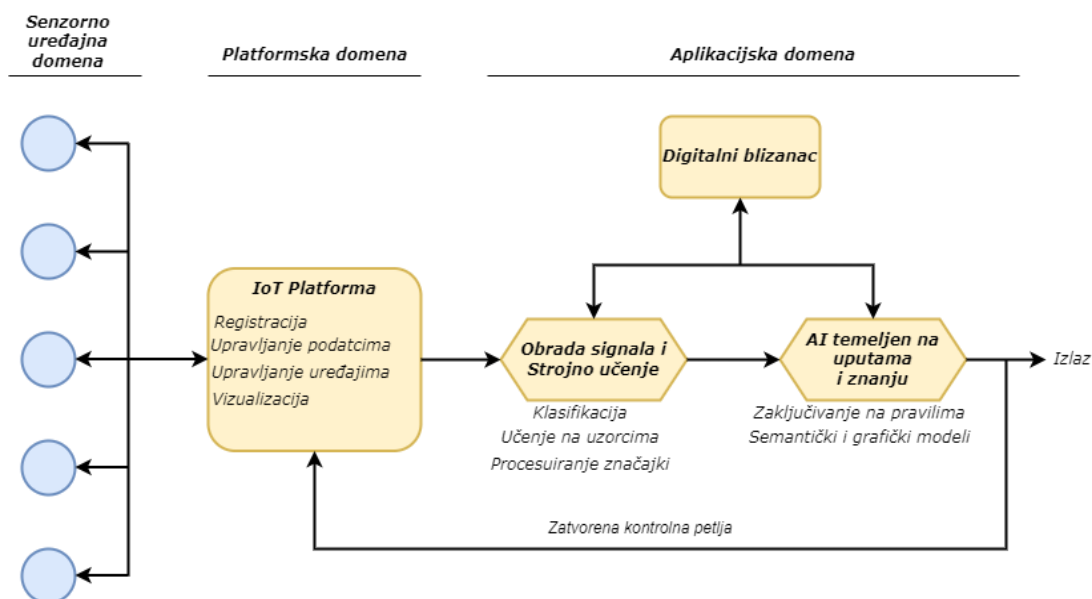 Senzorno
uređajna
domena
Platformska domena
Aplikacijska domena
Digitalni blizanac
IoT Platforma
Registracija
Upravljanje podatcima
Upravljanje uređajima
Vizualizacija
Obrada signala i
Strojno učenje
Klasifikacija
Učenje na uzorcima
Procesuiranje značajki
AI temeljen na
uputama
i znanju
Zaključivanje na pravilima
Semantički i grafički modeli
Izlaz
Zatvorena kontrolna petlja